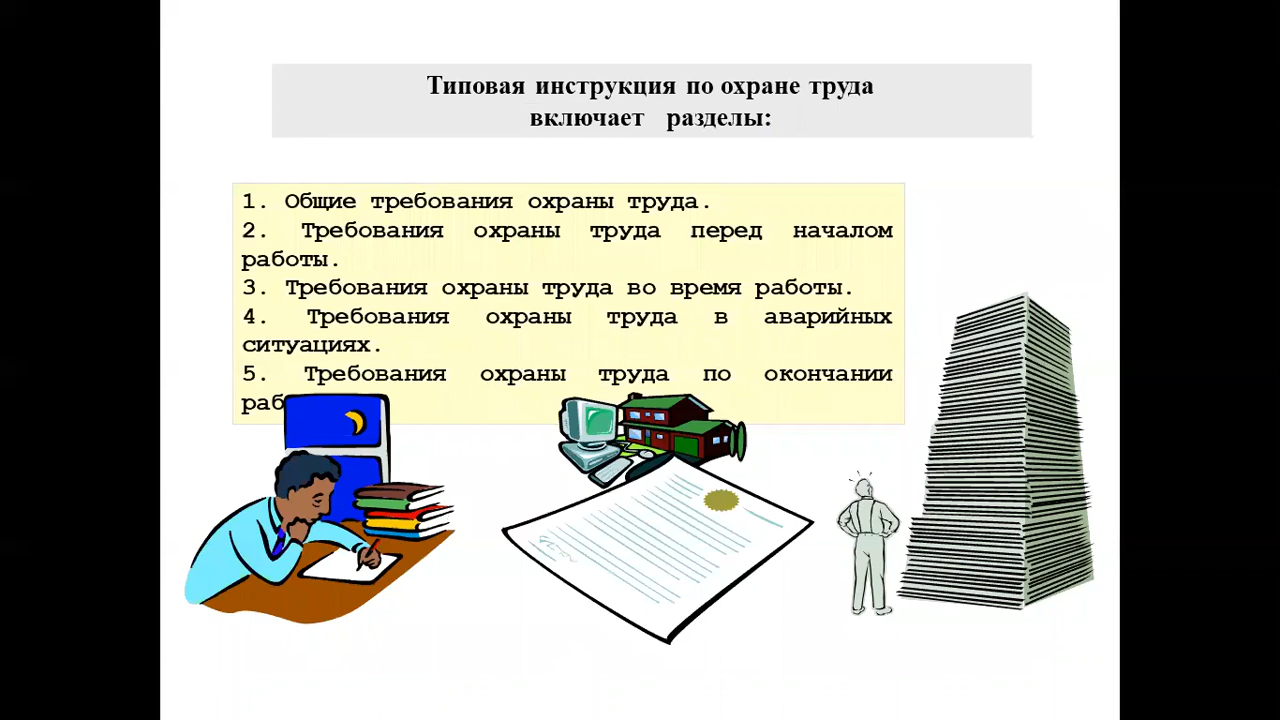 Типовая инструкция по охране труда
включает разделы:
1. Общие требования охраны труда.
2. Требования охраны труда перед началом
работы.
3. Требования охраны труда во время работы.
4. Требования охраны труда в аварийных
ситуациях.
5. Требования охраны труда по окончании
раб